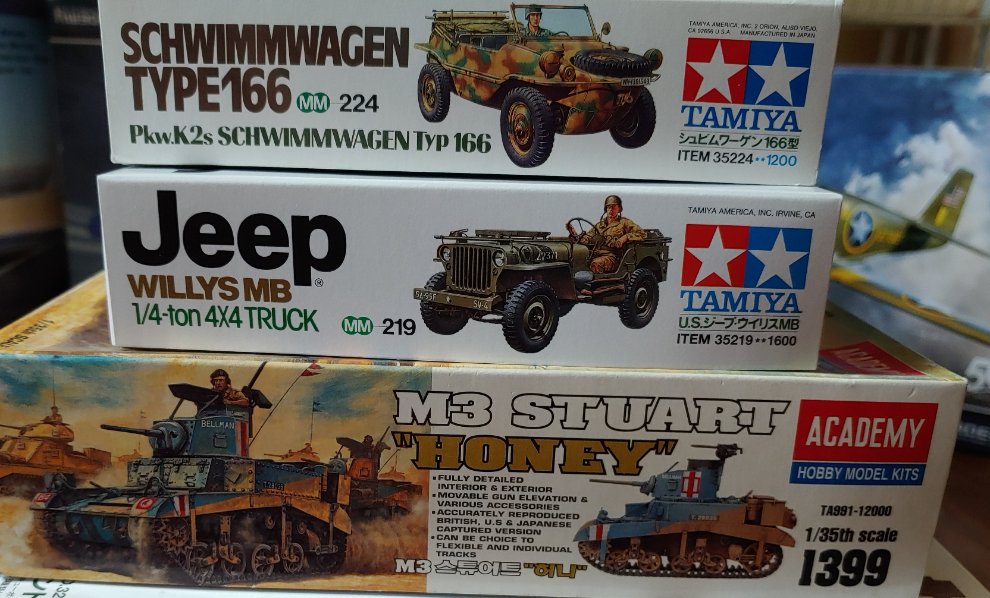 SCHWIMMWAGEN
TYPE 166 MM 224
Pkw.K2s SCHWIMMWAGEN Typ 166
TAMIYA AMERICA, INC. 2 ORION, ALISO VIEJO,
CA 92656 U.S.A. MANUFACTURED IN JAPAN.
TAMIYA
シュビムワーゲン166型
ITEM 35224**1200
Jeep®
WILLYS MB
1/4-ton 4X4 TRUCK MM 219
TAMIYA AMERICA, INC. IRVINE, CA
TAMIYA
U.S.ジープ・ウイリスMB
ITEM 35219**1600
BELLMAN
M3 STUART
"HONEY"
•FULLY DETAILED
INTERIOR & EXTERIOR
•MOVABLE GUN ELEVATION &
VARIOUS ACCESSORIES
•ACCURATELY REPRODUCED
BRITISH, U.S & JAPANESE
CAPTURED VERSION
•CAN BE CHOICE TO
FLEXIBLE AND INDIVIDUAL
TRACKS
M3 스튜어트 "허니"
ACADEMY
HOBBY MODEL KITS
TA991-12000
1/35th scale
1399